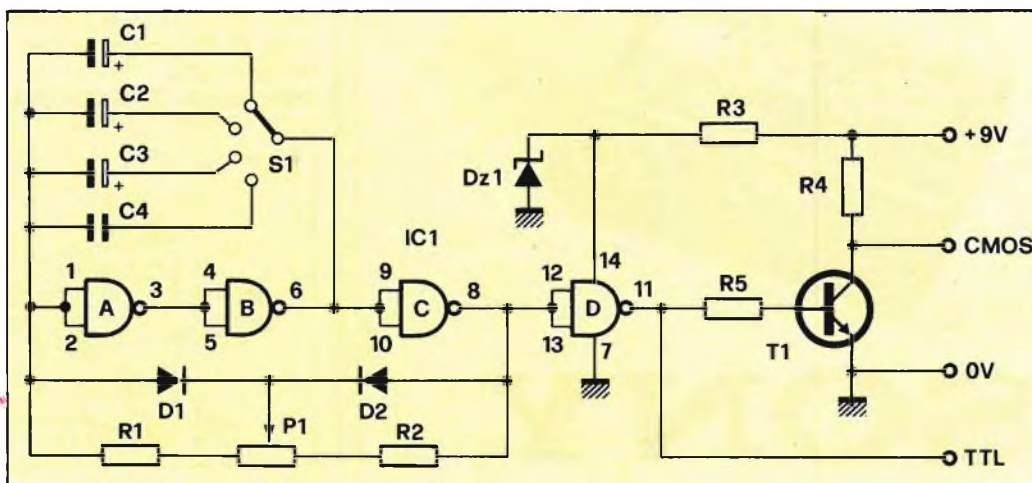 C1
+
C2
+
C3
+
C4
S1
R3
+9V
Dz1
R4
IC1
CMOS
1
2
A
3
4
5
B
6
9
10
C
8
12
13
D
14
11
7
R5
T1
0V
D1
D2
R1
P1
R2
TTL